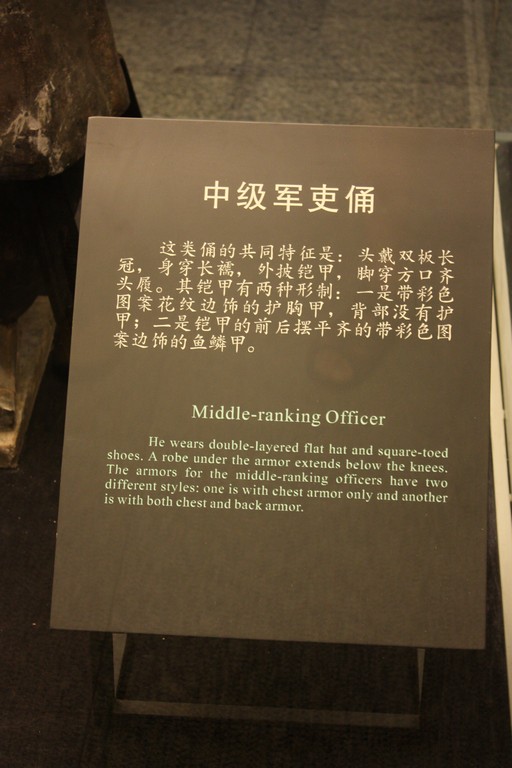 中级军吏俑
这类俑的共同特征是：头戴双板长
冠，身穿长襦，外披铠甲，脚穿方口齐
头履。其铠甲有两种形制：一是带彩色
图案花纹边饰的护胸甲，背部没有护
甲；二是铠甲的前后摆平齐的带彩色图
案边饰的鱼鳞甲。
Middle-ranking Officer
He wears double-layered flat hat and square-toed
shoes. A robe under the armor extends below the knees.
The armors for the middle-ranking officers have two
different styles: one is with chest armor only and another
is with both chest and back armor.